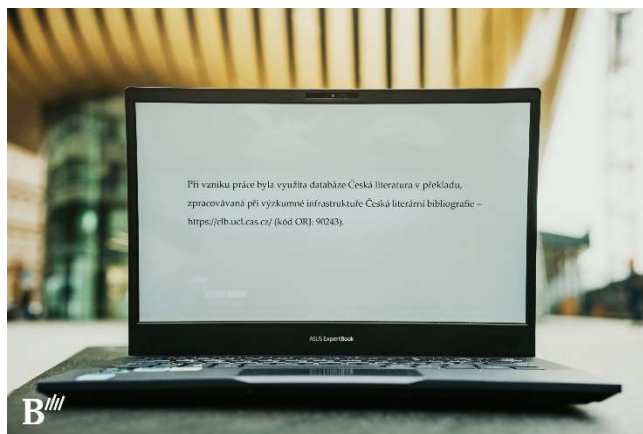 Při vzniku práce byla využita databáze Česká literatura v překladu,
zpracovávaná při výzkumné infrastruktuře Česká literární bibliografie –
https://clb.ucl.cas.cz/ (kód ORJ: 90243).
ASUS ExpertBook
B